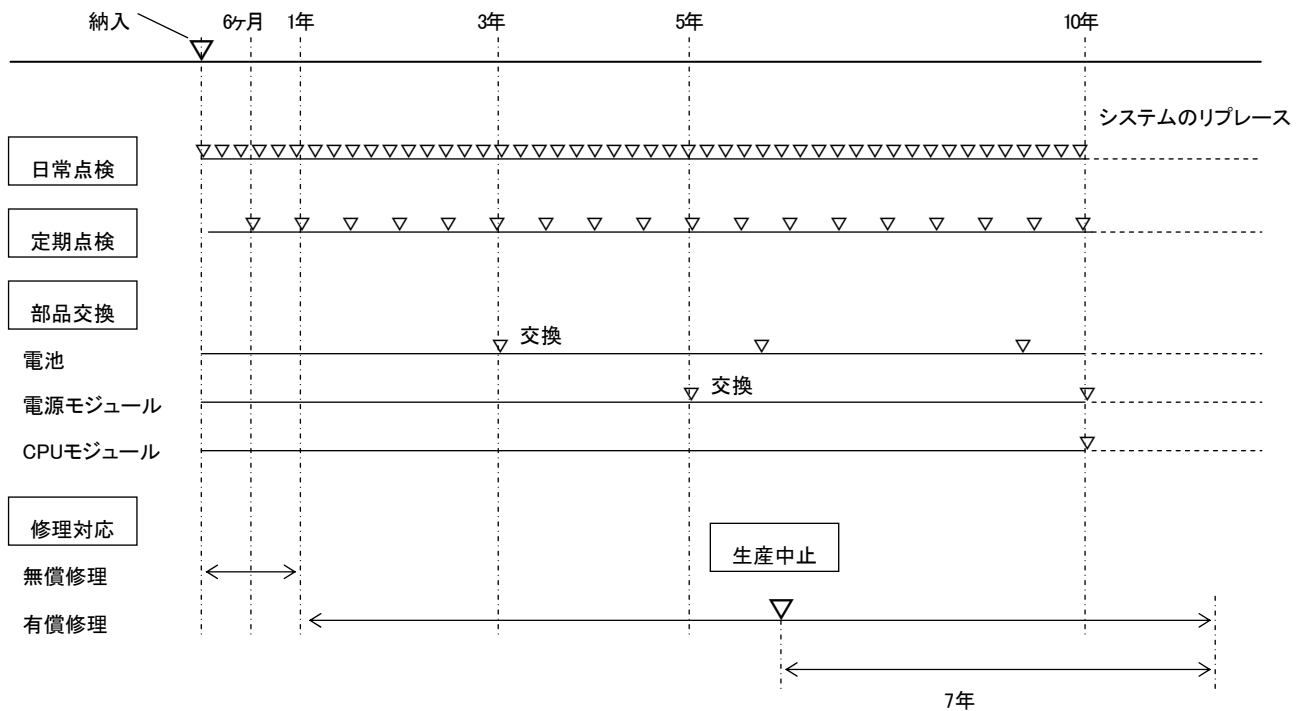 納入
6ヶ月
1年
3年
5年
10年
システムのリプレース
日常点検
定期点検
部品交換
交換
電池
交換
電源モジュール
CPUモジュール
修理対応
生産中止
無償修理
有償修理
7年